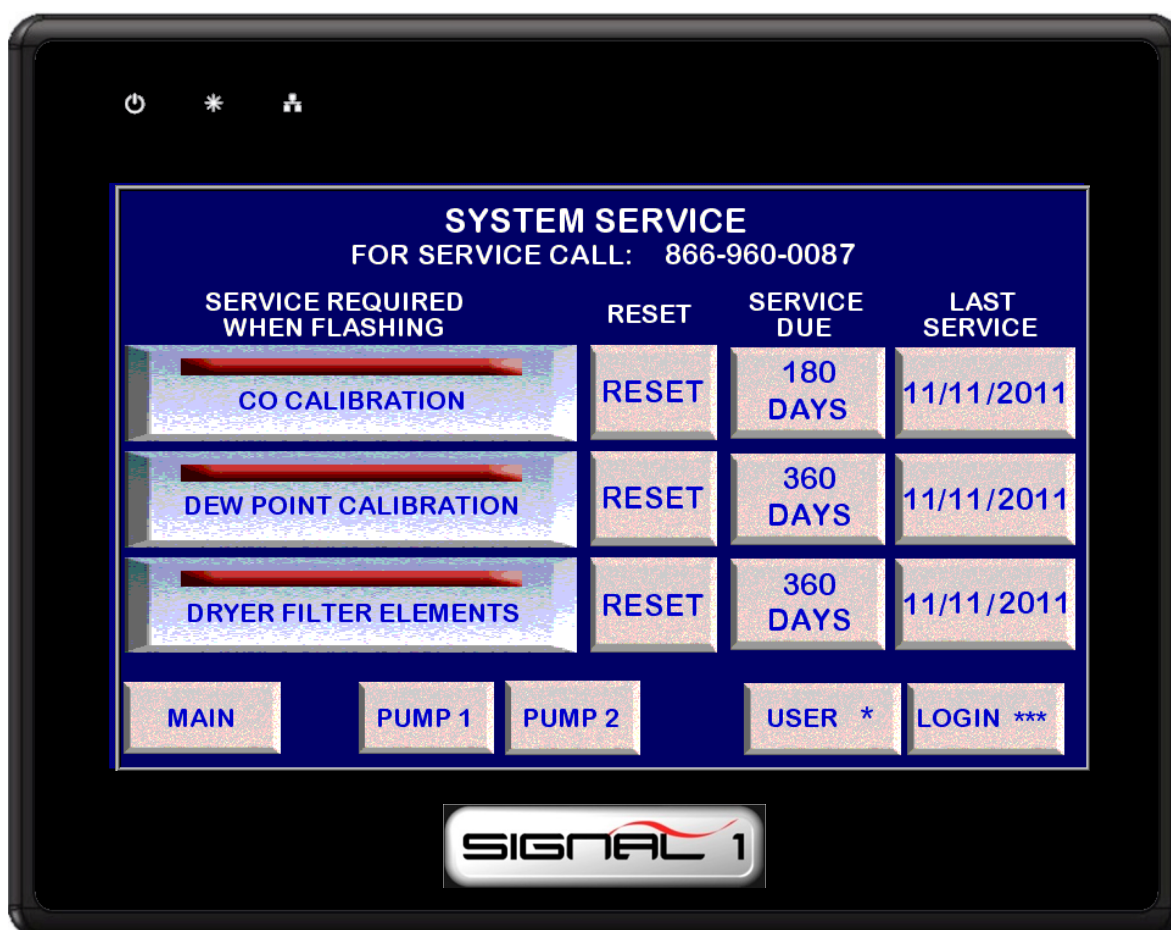 SYSTEM SERVICE
FOR SERVICE CALL: 866-960-0087
SERVICE REQUIRED
WHEN FLASHING
RESET
SERVICE
DUE
LAST
SERVICE
CO CALIBRATION
RESET
180
DAYS
11/11/2011
DEW POINT CALIBRATION
RESET
360
DAYS
11/11/2011
DRYER FILTER ELEMENTS
RESET
360
DAYS
11/11/2011
MAIN
PUMP 1
PUMP 2
USER *
LOGIN ***
SIGNAL 1